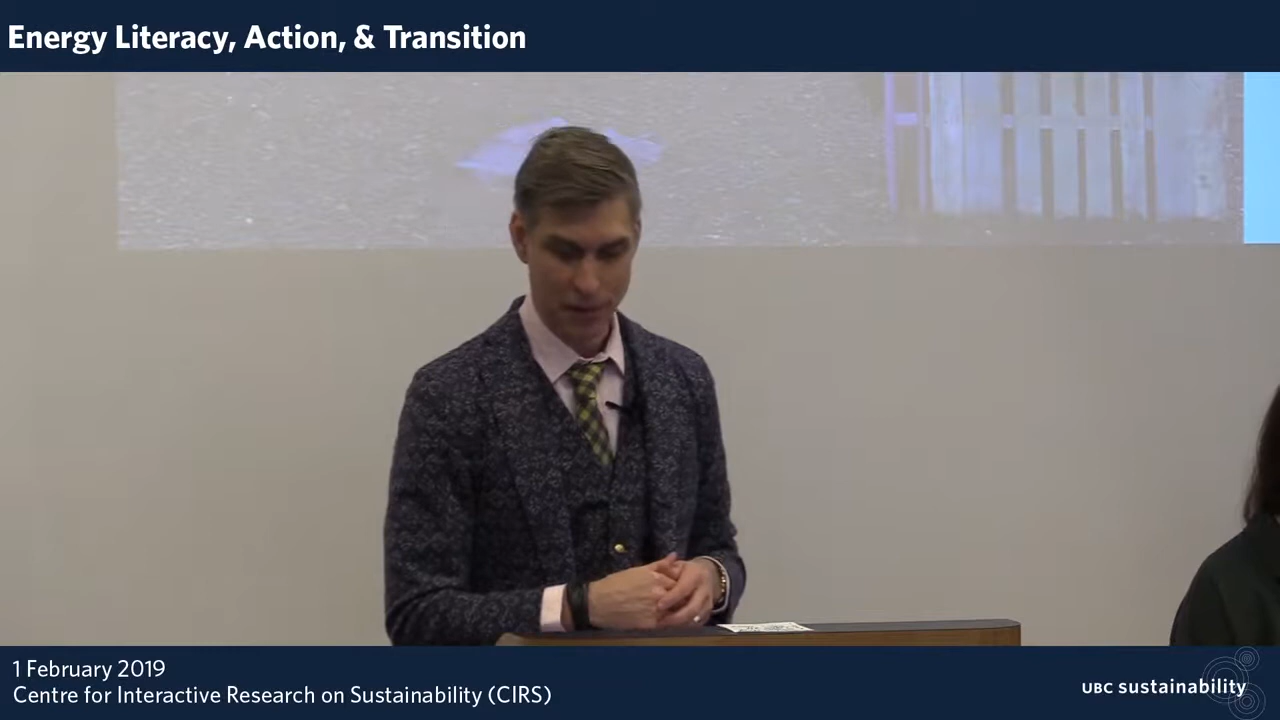 Energy Literacy, Action, & Transition
1 February 2019
Centre for Interactive Research on Sustainability (CIRS)
UBC sustainability